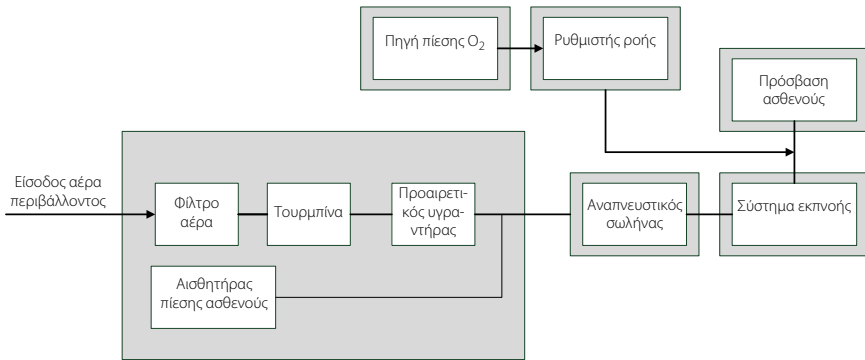 Πηγή πίεσης O2
Ρυθμιστής ροής
Πρόσβαση
ασθενούς
Είσοδος αέρα
περιβάλλοντος
Φίλτρο
αέρα
Τουρμπίνα
Προαιρετι-
κός υγρα-
ντήρας
Αναπνευστικός
σωλήνας
Σύστημα εκπνοής
Αισθητήρας
πίεσης ασθενούς